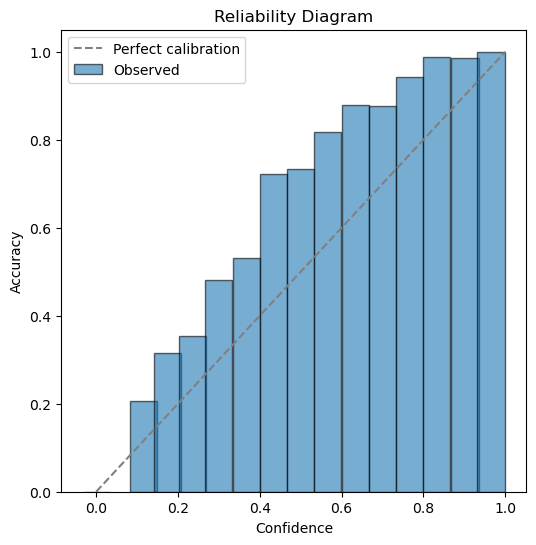 Reliability Diagram
Perfect calibration
Observed
1.0
0.8
0.6
0.4
0.2
0.0
Accuracy
0.0 0.2 0.4 0.6 0.8 1.0
Confidence